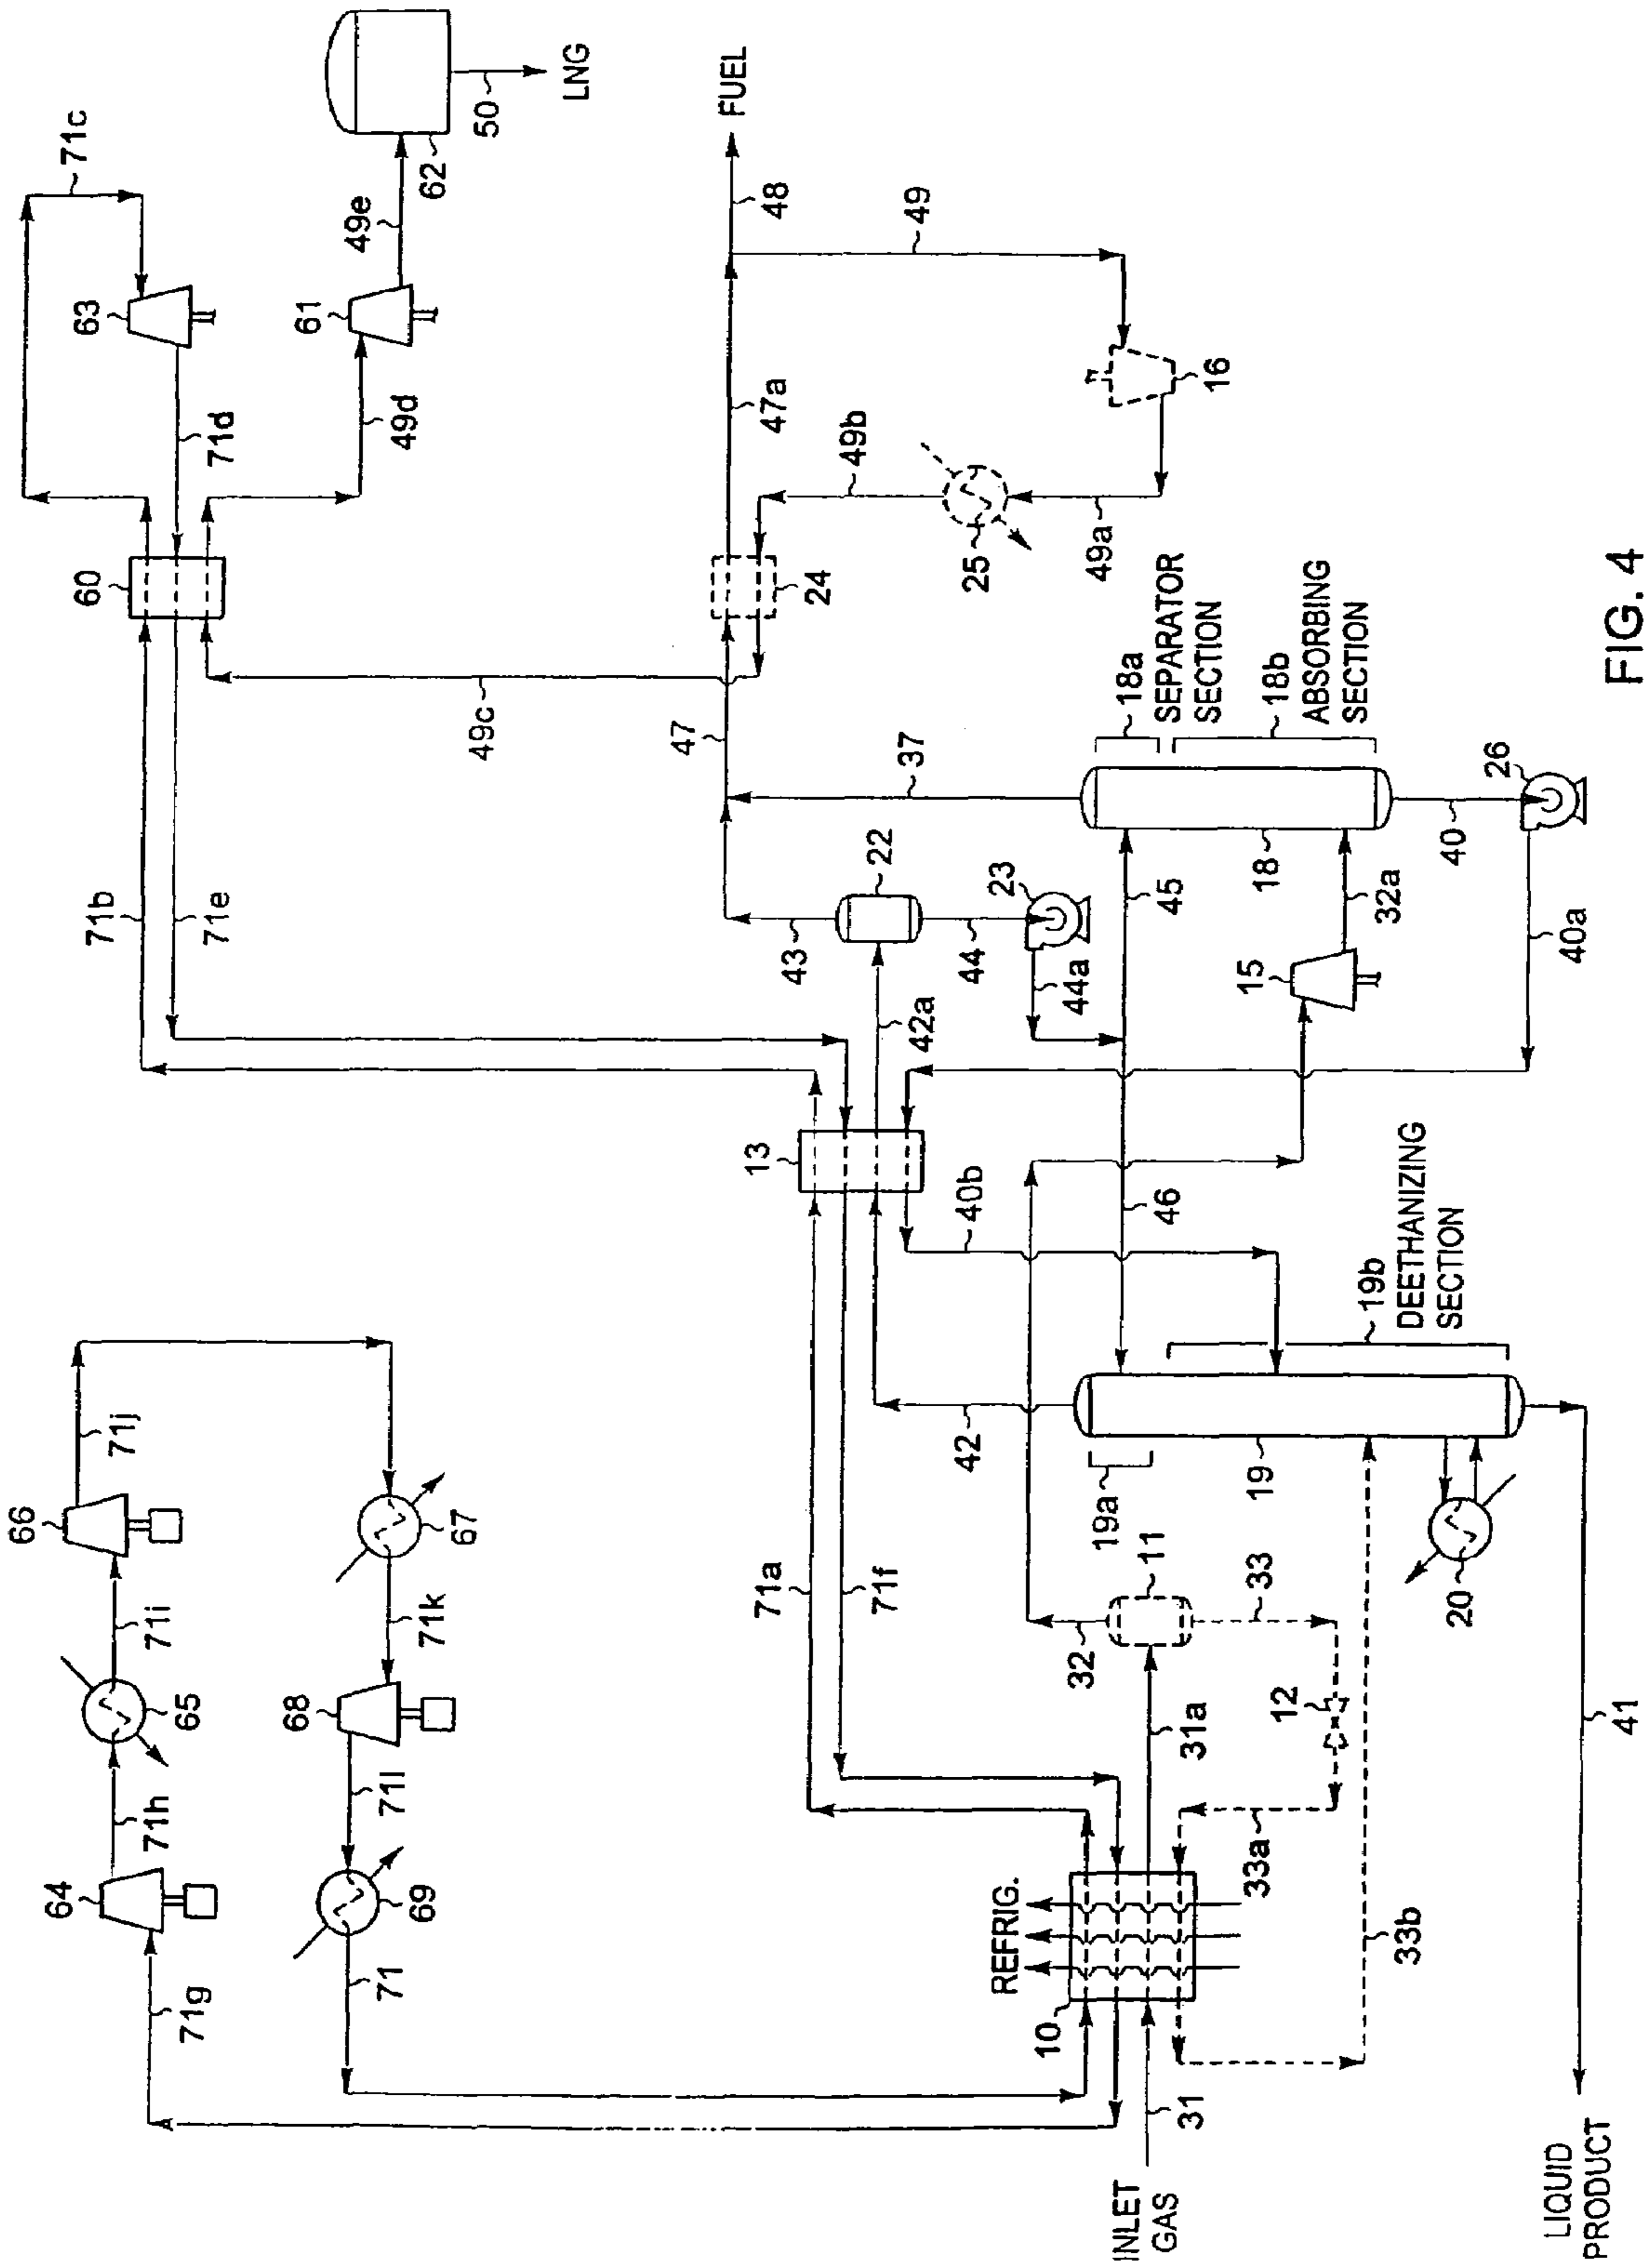 64
71h
65
71i
66
71j
71g
71
69
71l
68
71k
67
71b
71e
60
71d
63
71c
49d
61
49e
62
50
LNG
49c
71a
71f
13
42a
43
22
44
23
44a
47
24
47a
48
FUEL
49
49b
25
49a
16
37
45
18
18a
SEPARATOR
SECTION
18b
ABSORBING
SECTION
15
32a
40
26
40a
REFRIG.
10
31
INLET
GAS
31a
32
11
33
12
33a
33b
42
19a
19
46
40b
19b
DEETHANIZING
SECTION
20
41
LIQUID
PRODUCT
FIG. 4